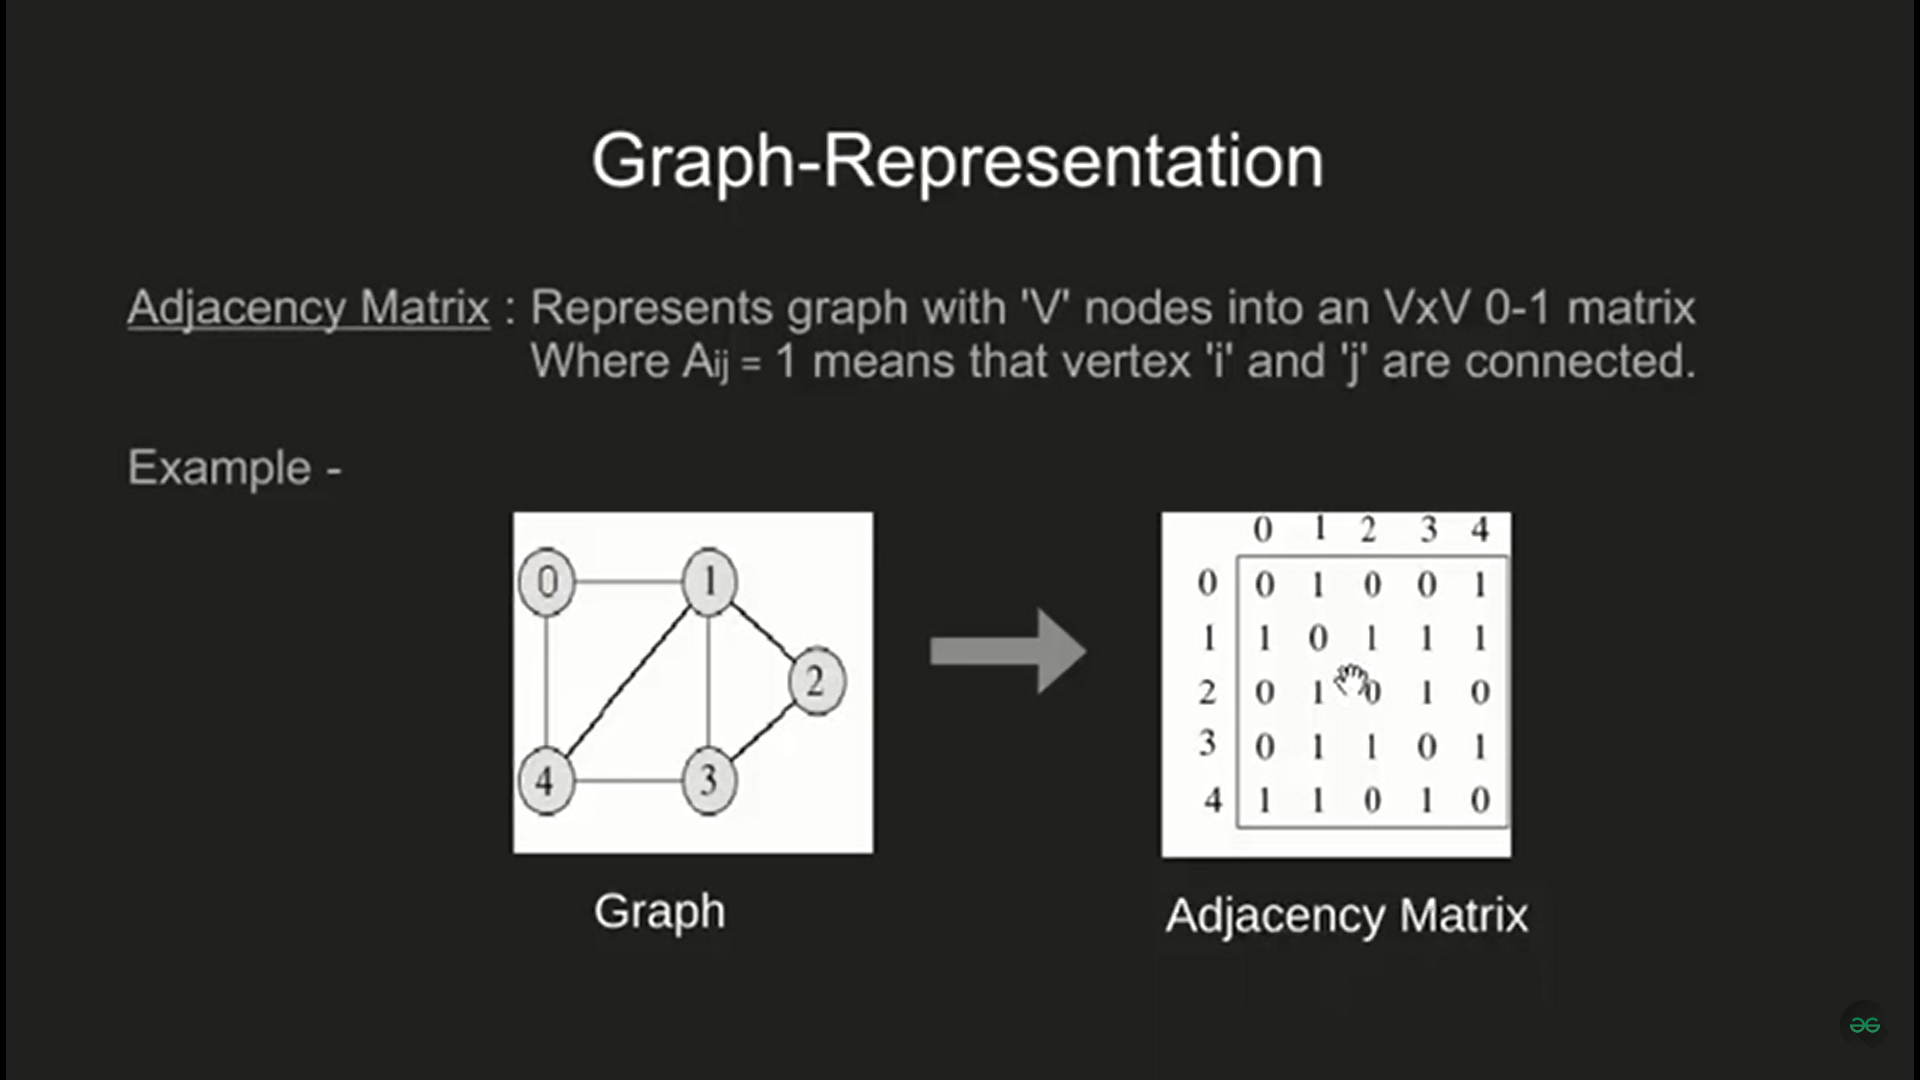 Graph-Representation
Adjacency Matrix : Represents graph with 'V' nodes into an VxV 0-1 matrix
Where Aij = 1 means that vertex 'i' and 'j' are connected.
Example -
0 1
2
4 3
0 1 2 3 4
0 0 1 0 0 1
1 1 0 1 1 1
2 0 1 0 1 0
3 0 1 1 0 1
4 1 1 0 1 0
Graph
Adjacency Matrix